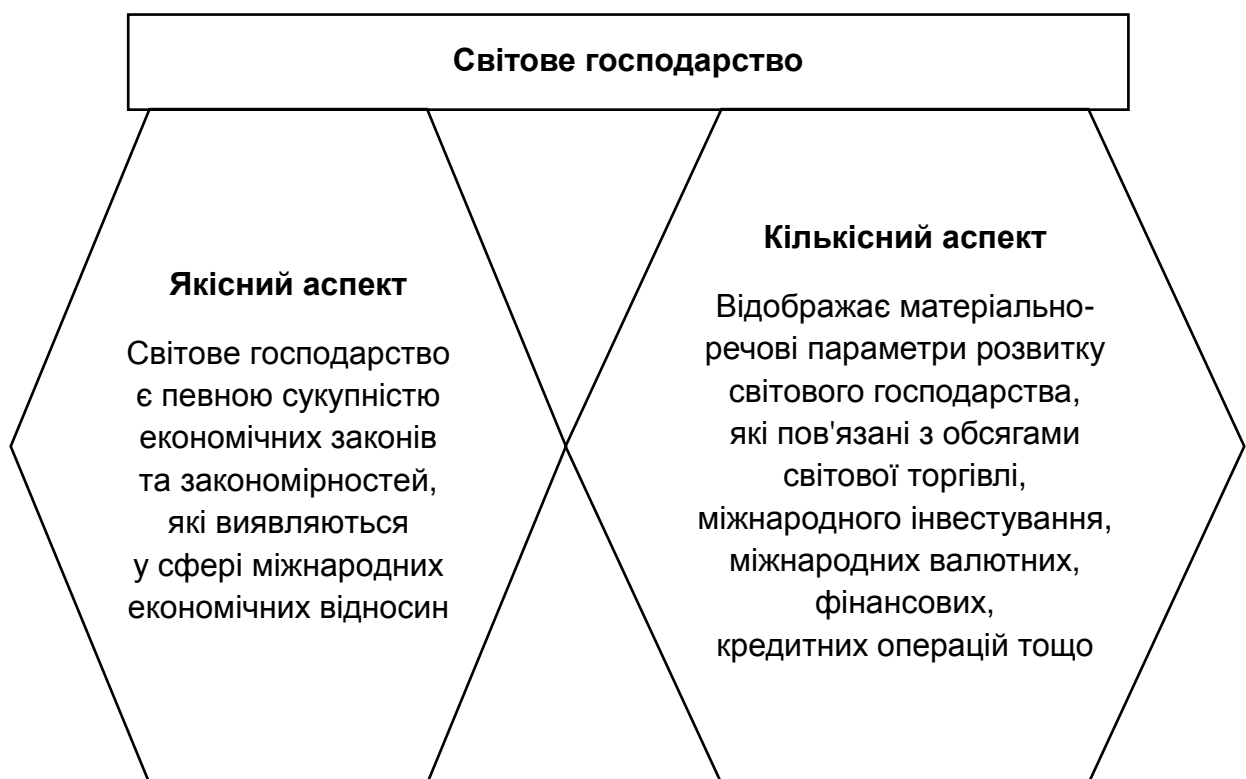 Світове господарство
Якісний аспект
Світове господарство
є певною сукупністю
економічних законів
та закономірностей,
які виявляються
у сфері міжнародних
економічних відносин
Кількісний аспект
Відображає матеріально-
речові параметри розвитку
світового господарства,
які пов'язані з обсягами
світової торгівлі,
міжнародного інвестування,
міжнародних валютних,
фінансових,
кредитних операцій тощо